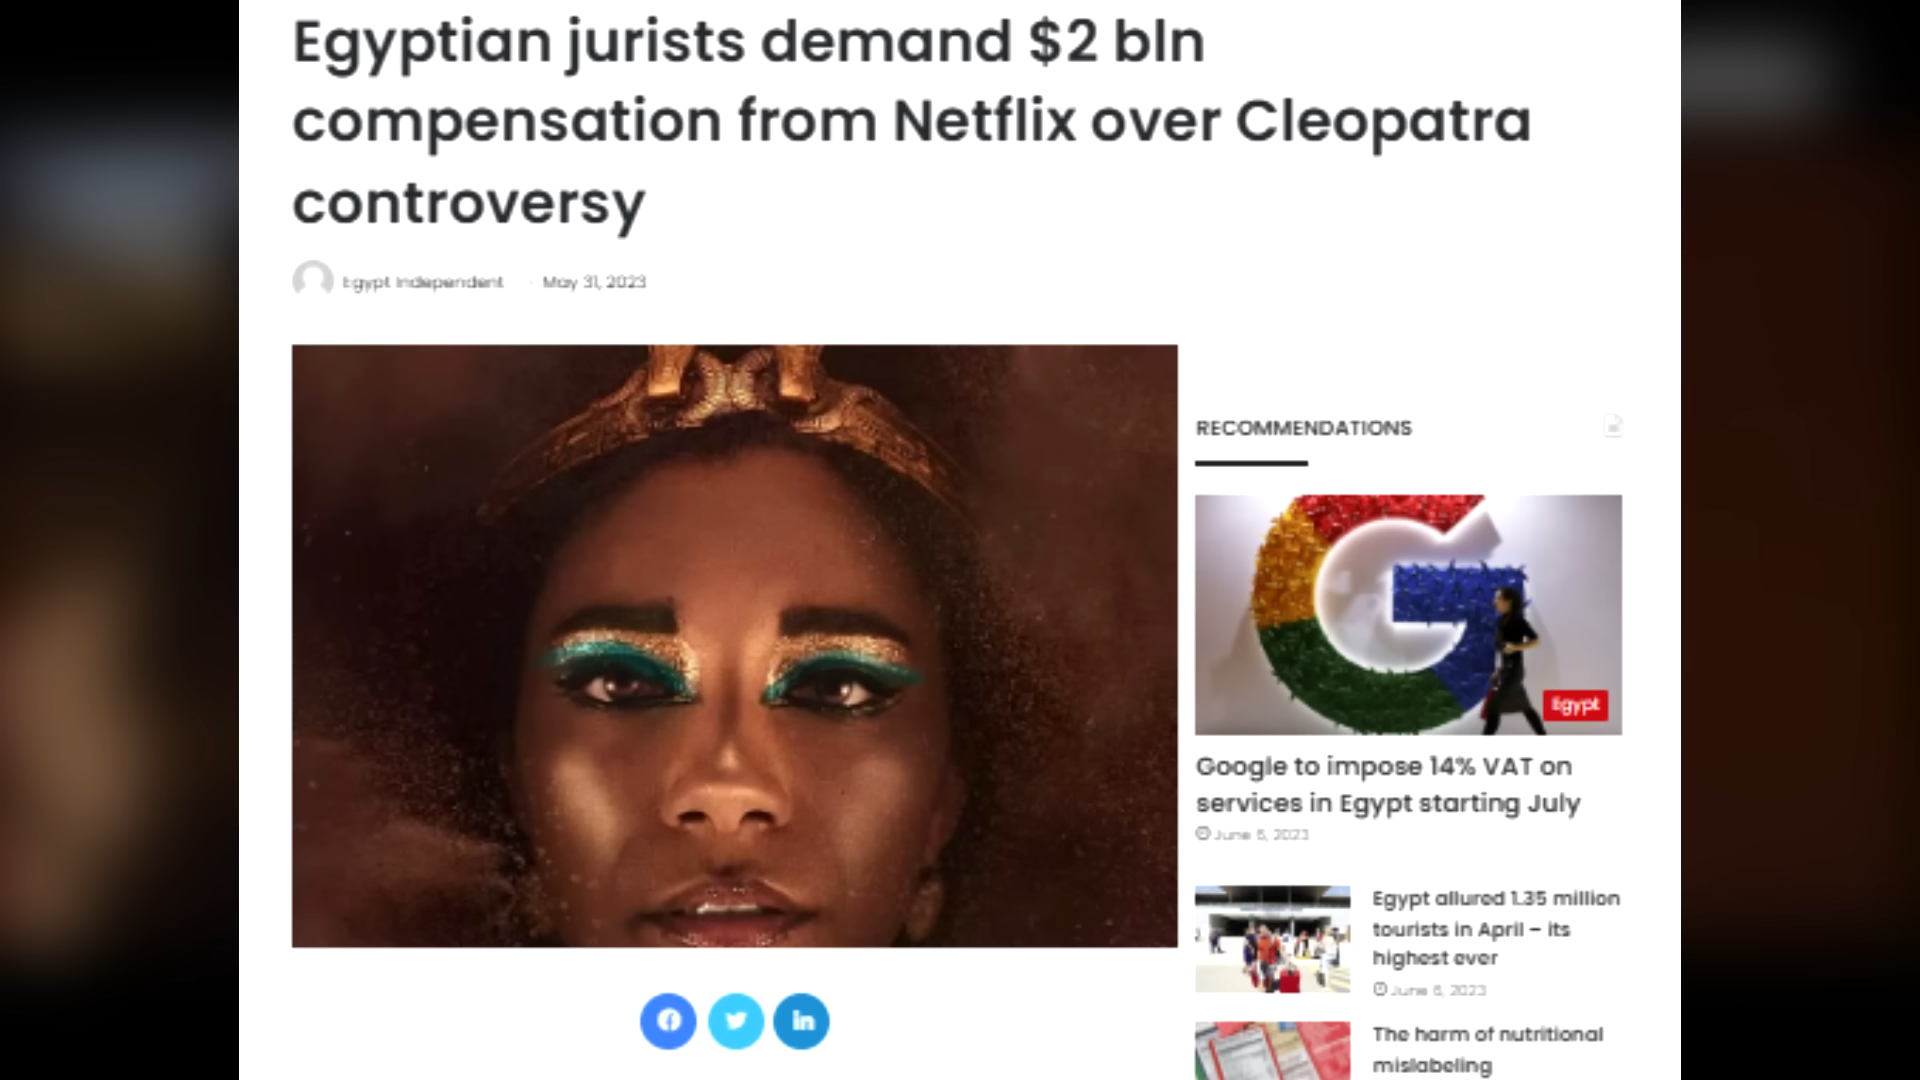 Egyptian jurists demand $2 bln
compensation from Netflix over Cleopatra
controversy
Egypt Independent
May 31, 2023
RECOMMENDATIONS
Egypt
Google to impose 14% VAT on
services in Egypt starting July
June 6, 2023
Egypt allured 1.35 million
tourists in April – its
highest ever
June 6, 2023
The harm of nutritional
mislabeling